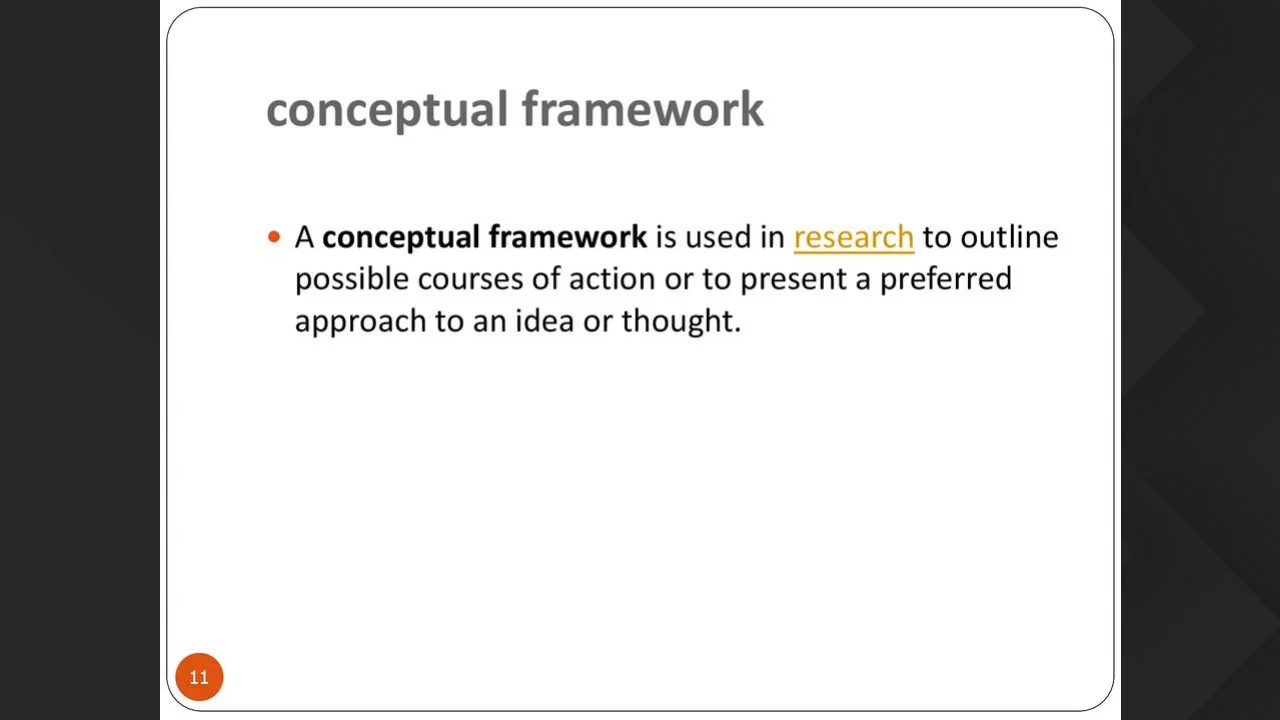 conceptual framework
• A conceptual framework is used in research to outline
possible courses of action or to present a preferred
approach to an idea or thought.
11